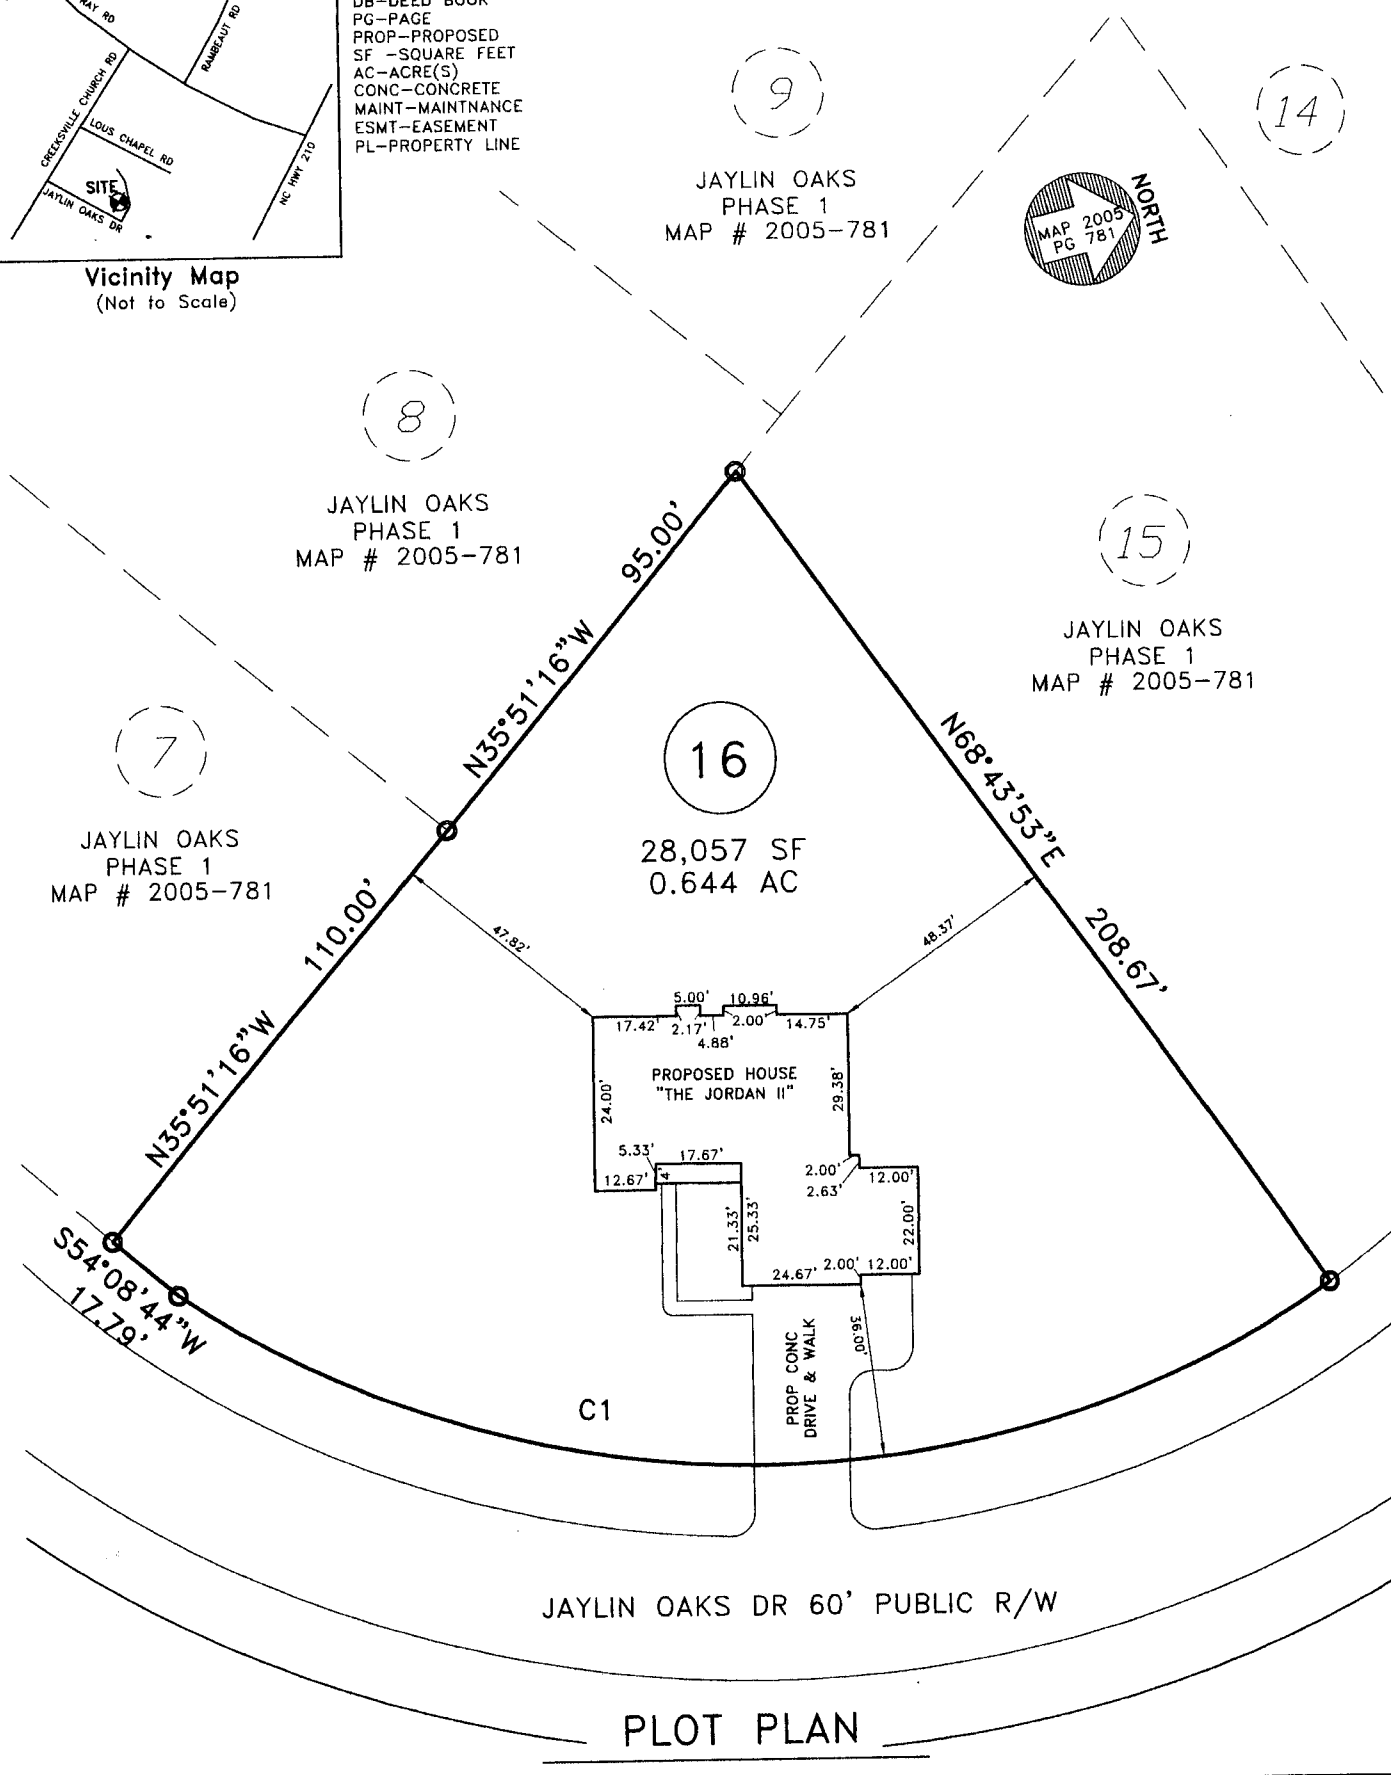 RAY RD
RAMBEAUT RD
CREEKSVILLE CHURCH RD
LOUS CHAPEL RD
SITE
JAYLIN OAKS DR
NC HWY 210
Vicinity Map
(Not to Scale)
DB-DEED BOOK
PG-PAGE
PROP-PROPOSED
SF -SQUARE FEET
AC-ACRE(S)
CONC-CONCRETE
MAINT-MAINTNANCE
ESMT-EASEMENT
PL-PROPERTY LINE
9
JAYLIN OAKS
PHASE 1
MAP # 2005-781
14
NORTH
MAP 2005
PG 781
8
JAYLIN OAKS
PHASE 1
MAP # 2005-781
15
JAYLIN OAKS
PHASE 1
MAP # 2005-781
7
JAYLIN OAKS
PHASE 1
MAP # 2005-781
95.00'
N35°51'16"W
110.00'
N35°51'16"W
S54°08'44"W
17.79'
N68°43'53"E
208.67'
16
28,057 SF
0.644 AC
47.82'
48.37'
5.00'
10.96'
17.42'
2.17'
2.00'
14.75'
4.88'
PROPOSED HOUSE
"THE JORDAN II"
24.00'
29.38'
5.33'
17.67'
12.67'
4'
2.00'
12.00'
2.63'
21.33'
25.33'
22.00'
24.67'
2.00'
12.00'
36.00'
PROP CONC
DRIVE & WALK
C1
JAYLIN OAKS DR 60' PUBLIC R/W
PLOT PLAN